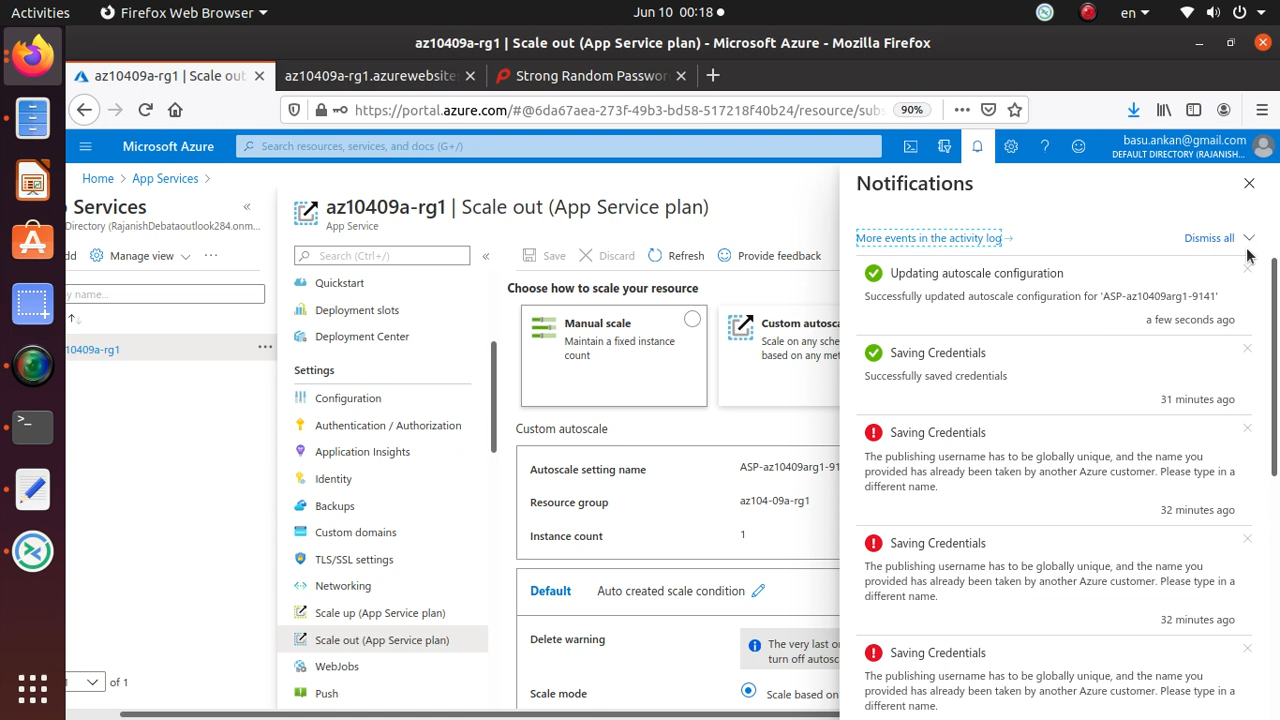 Activities
Firefox Web Browser
Jun 10 00:18
en
az10409a-rg1 | Scale out (App Service plan) - Microsoft Azure - Mozilla Firefox
az10409a-rg1 | Scale out
az10409a-rg1.azurewebsite
Strong Random Passwor
https://portal.azure.com/#@6da67aea-273f-49b3-bd58-517218f40b24/resource/subs
90%
Microsoft Azure
Search resources, services, and docs (G+/)
basu.ankan@gmail.com
DEFAULT DIRECTORY (RAJANISH...
Home
App Services
Services
Directory (RajanishDebataoutlook284.onm...
dd
Manage view
y name...
10409a-rg1
of 1
az10409a-rg1 | Scale out (App Service plan)
App Service
Search (Ctrl+/)
Quickstart
Deployment slots
Deployment Center
Settings
Configuration
Authentication / Authorization
Application Insights
Identity
Backups
Custom domains
TLS/SSL settings
Networking
Scale up (App Service plan)
Scale out (App Service plan)
WebJobs
Push
Save
Discard
Refresh
Provide feedback
Choose how to scale your resource
Manual scale
Maintain a fixed instance
count
Custom autosca
Scale on any sche
based on any met
Custom autoscale
Autoscale setting name
ASP-az10409arg1-91
Resource group
az104-09a-rg1
Instance count
1
Default
Auto created scale condition
Delete warning
The very last or
turn off autosc
Scale mode
Scale based on
Notifications
More events in the activity log →
Dismiss all
Updating autoscale configuration
Successfully updated autoscale configuration for 'ASP-az10409arg1-9141'
a few seconds ago
Saving Credentials
Successfully saved credentials
31 minutes ago
Saving Credentials
The publishing username has to be globally unique, and the name you
provided has already been taken by another Azure customer. Please type in a
different name.
32 minutes ago
Saving Credentials
The publishing username has to be globally unique, and the name you
provided has already been taken by another Azure customer. Please type in a
different name.
32 minutes ago
Saving Credentials
The publishing username has to be globally unique, and the name you
provided has already been taken by another Azure customer. Please type in a
different name.